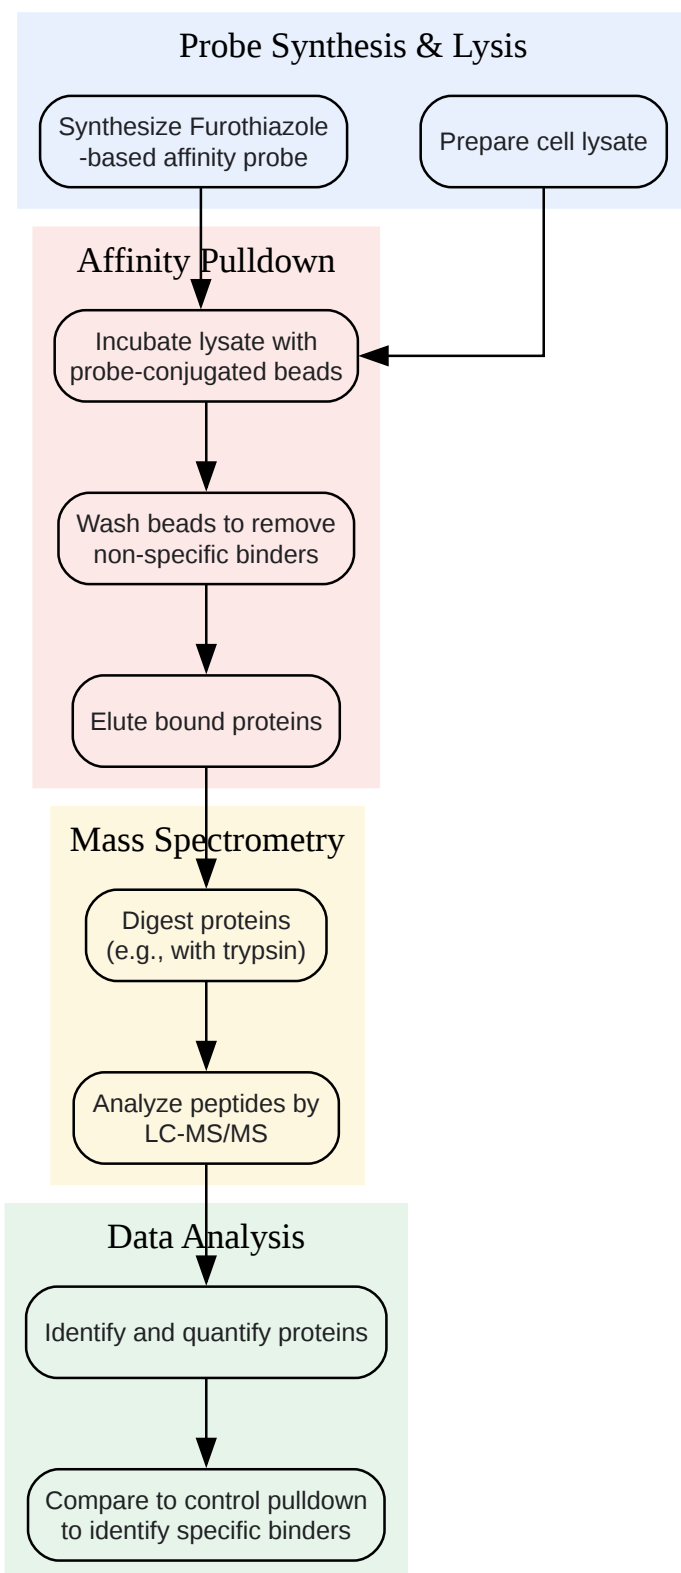 Probe Synthesis & Lysis
Synthesize Furothiazole
-based affinity probe
Prepare cell lysate
Affinity Pulldown
Incubate lysate with
probe-conjugated beads
Wash beads to remove
non-specific binders
Elute bound proteins
Mass Spectrometry
Digest proteins
(e.g., with trypsin)
Analyze peptides by
LC-MS/MS
Data Analysis
Identify and quantify proteins
Compare to control pulldown
to identify specific binders